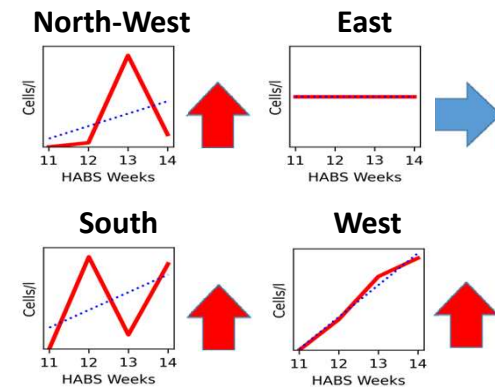 North-West
Cells/l
11 12 13 14
HABS Weeks
East
Cells/l
11 12 13 14
HABS Weeks
South
Cells/l
11 12 13 14
HABS Weeks
West
Cells/l
11 12 13 14
HABS Weeks